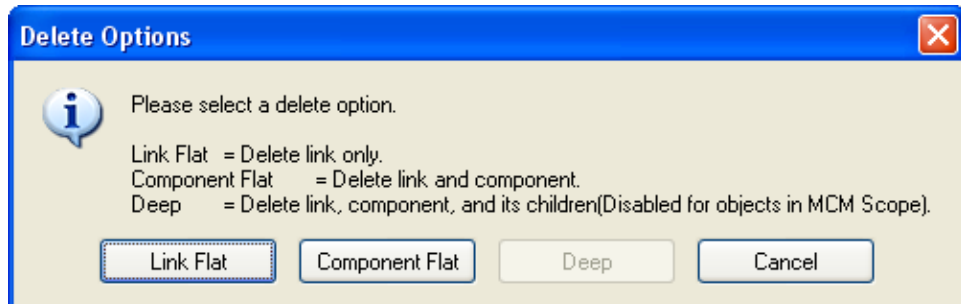 Delete Options
Please select a delete option.
Link Flat = Delete link only.
Component Flat = Delete link and component.
Deep = Delete link, component, and its children(Disabled for objects in MCM Scope).
Link Flat Component Flat Deep Cancel